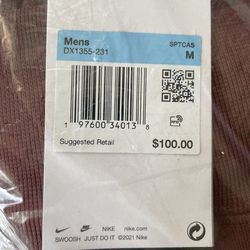 Mens SPTCAS
DX1355-231 M
1 97600 34013 8
Suggested Retail $100.00
NIKE nike.com
SWOOSH JUST DO IT ©2021 Nike